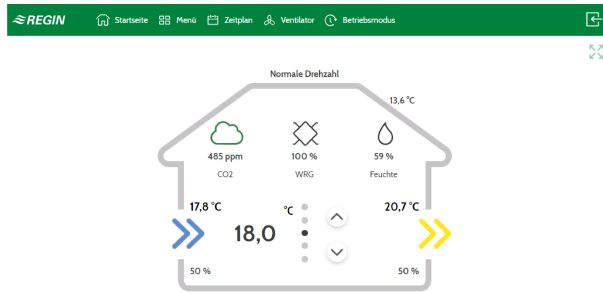 REGIN Startseite Menü Zeitplan Ventilator Betriebsmodus
Normale Drehzahl
13,6 °C
485 ppm 100 % 59 %
CO2 WRG Feuchte
17,8 °C °C 20,7 °C
18,0
50 % 50 %